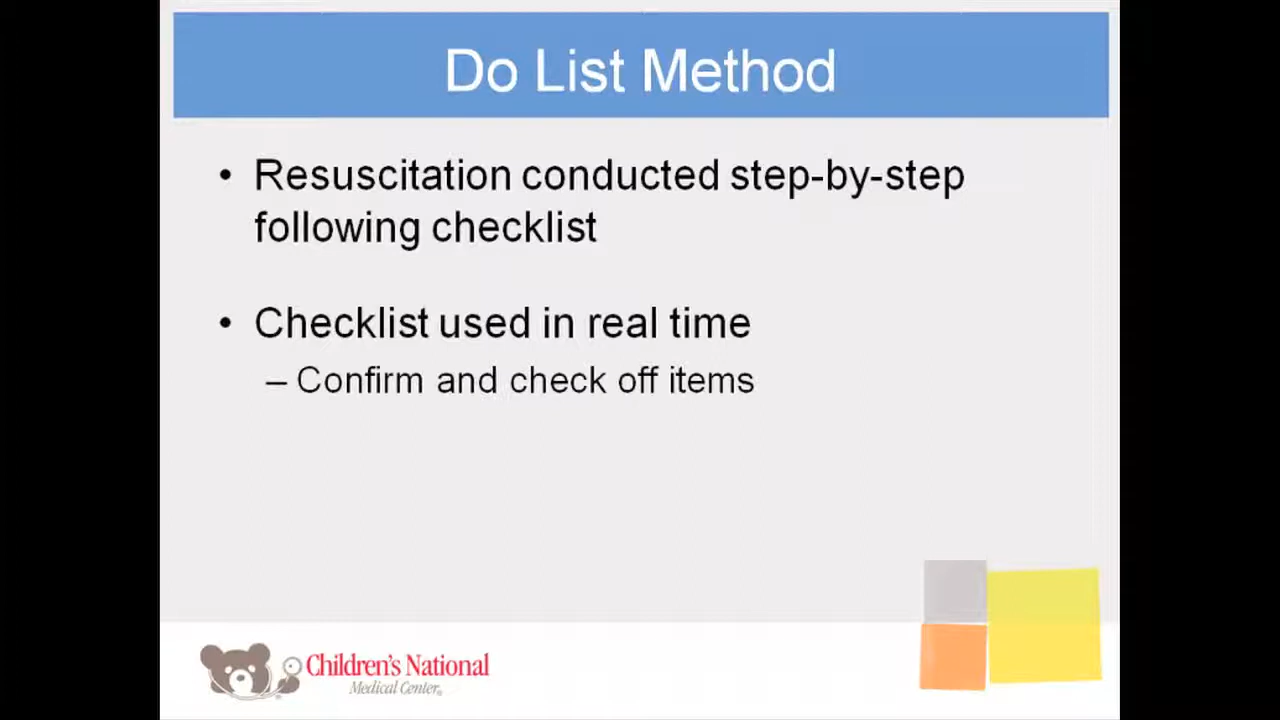 Do List Method
• Resuscitation conducted step-by-step
following checklist
• Checklist used in real time
– Confirm and check off items
Children's National
Medical Center®